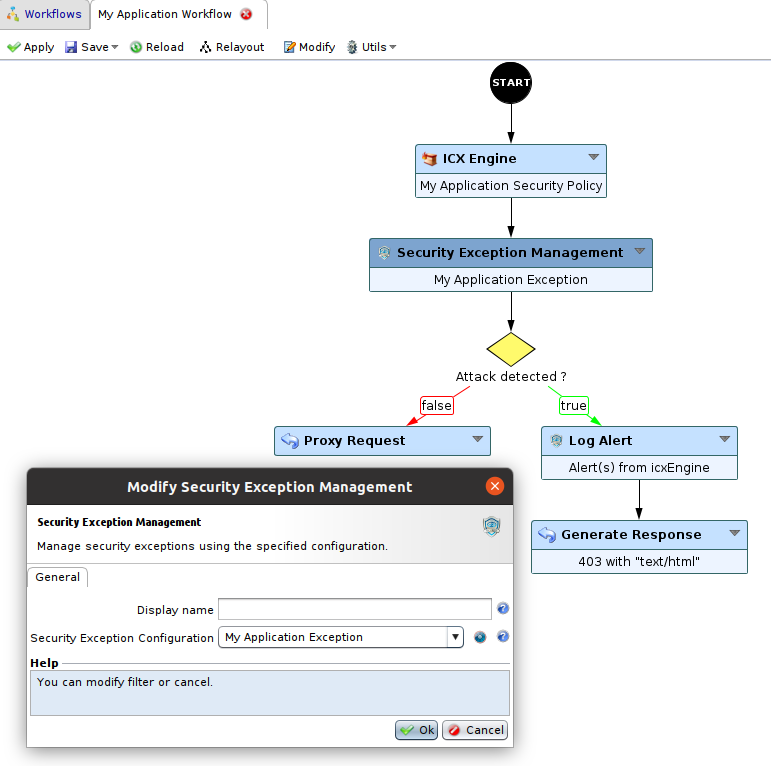 Workflows My Application Workflow
Apply Save Reload Relayout Modify Utils
START
ICX Engine
My Application Security Policy
Security Exception Management
My Application Exception
Attack detected ?
false true
Proxy Request Log Alert
Alert(s) from icxEngine
Generate Response
403 with "text/html"
Modify Security Exception Management
Security Exception Management
Manage security exceptions using the specified configuration.
General
Display name
Security Exception Configuration My Application Exception
Help
You can modify filter or cancel.
Ok Cancel